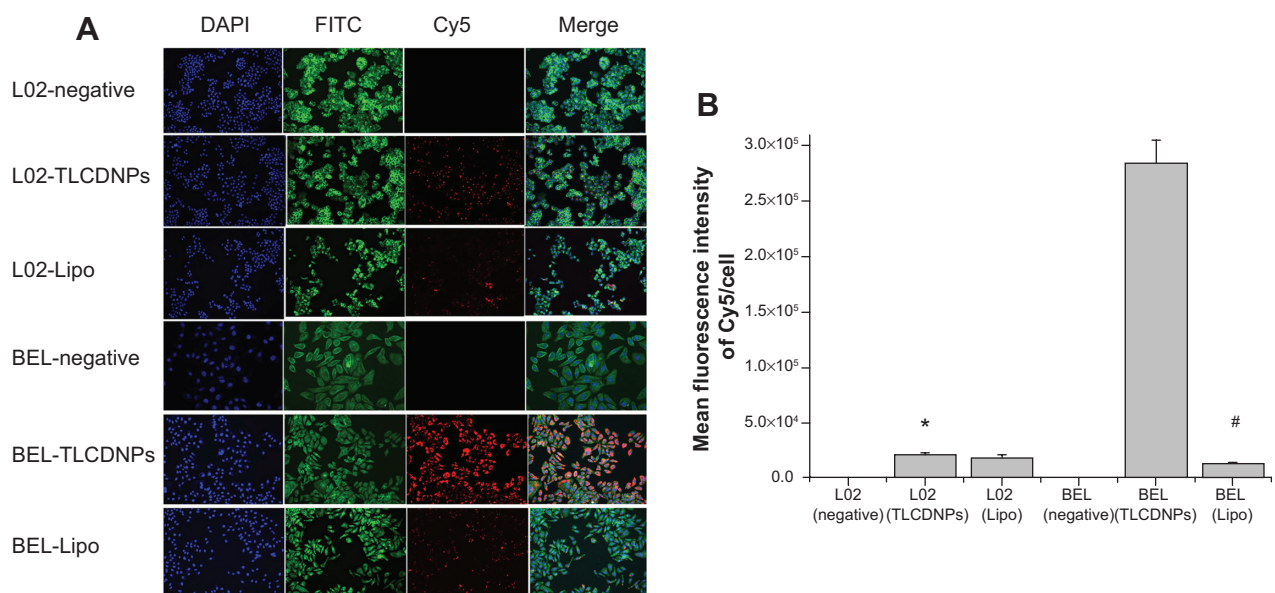 A
DAPI FITC Cy5 Merge
L02-negative
L02-TLCDNPs
L02-Lipo
BEL-negative
BEL-TLCDNPs
BEL-Lipo
B
Mean fluorescence intensity
of Cy5/cell
3.0×10⁵
2.5×10⁵
2.0×10⁵
1.5×10⁵
1.0×10⁵
5.0×10⁴
0.0
*
#
L02 L02 L02 BEL BEL BEL
(negative) (TLCDNPs) (Lipo) (negative) (TLCDNPs) (Lipo)